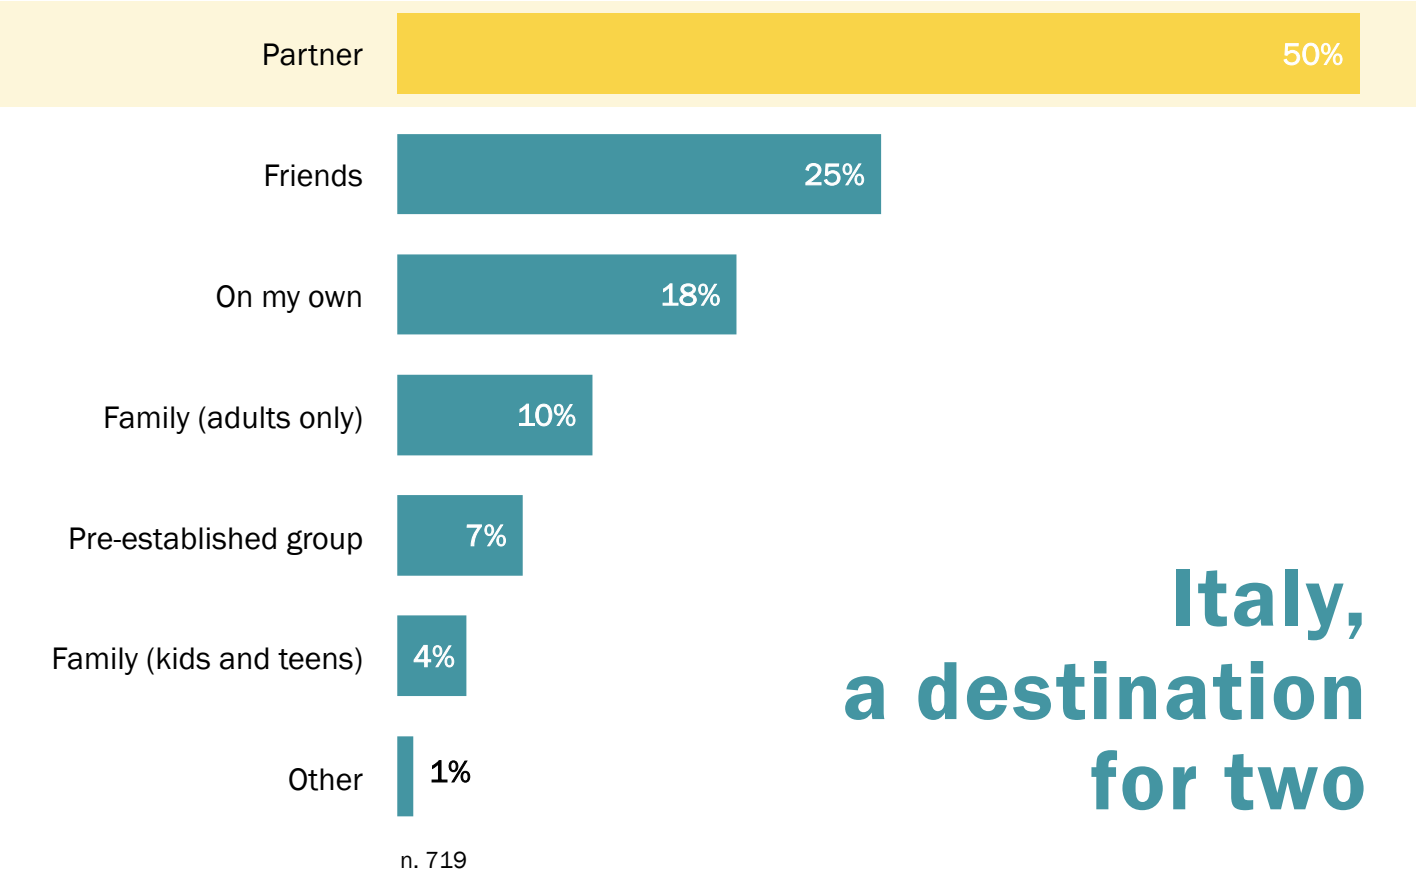 Partner 50%
Friends 25%
On my own 18%
Family (adults only) 10%
Pre-established group 7%
Family (kids and teens) 4%
Other 1%
n. 719
Italy,
a destination
for two